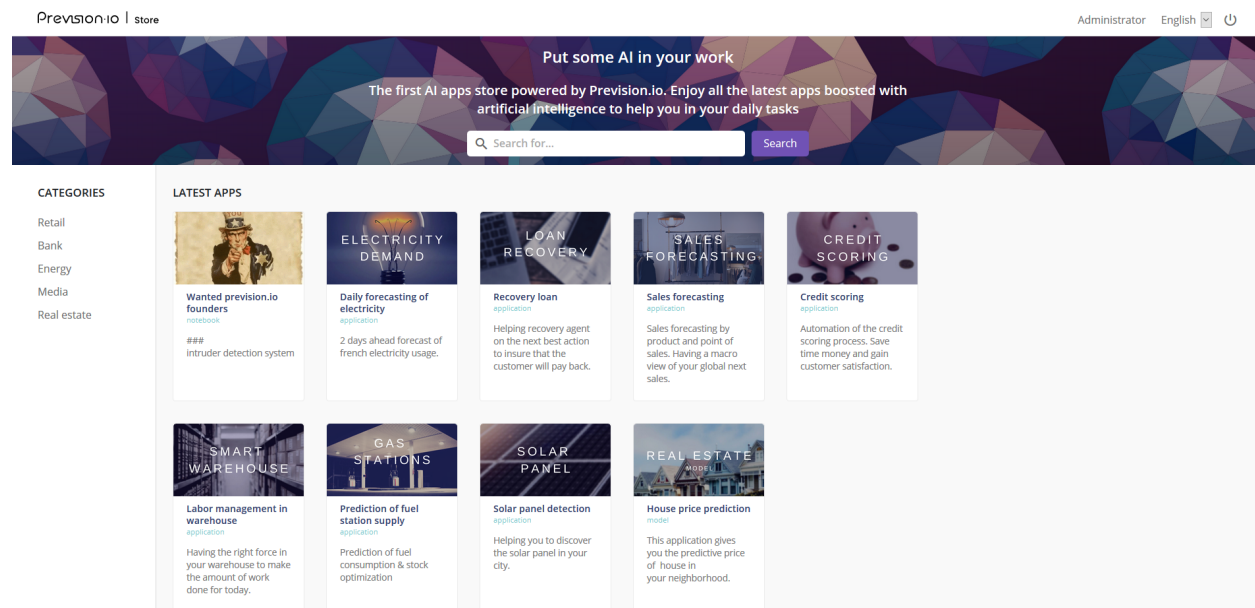 Prevision·io | Store
Administrator English
Put some AI in your work
The first AI apps store powered by Prevision.io. Enjoy all the latest apps boosted with
artificial intelligence to help you in your daily tasks
Search for...
Search
CATEGORIES
Retail
Bank
Energy
Media
Real estate
LATEST APPS
YOU
Wanted prevision.io
founders
notebook
###
intruder detection system
ELECTRICITY
DEMAND
Daily forecasting of
electricity
application
2 days ahead forecast of
french electricity usage.
LOAN
RECOVERY
Recovery loan
application
Helping recovery agent
on the next best action
to insure that the
customer will pay back.
SALES
FORECASTING
Sales forecasting
application
Sales forecasting by
product and point of
sales. Having a macro
view of your global next
sales.
CREDIT
SCORING
Credit scoring
application
Automation of the credit
scoring process. Save
time money and gain
customer satisfaction.
SMART
WAREHOUSE
Labor management in
warehouse
application
Having the right force in
your warehouse to make
the amount of work
done for today.
GAS
STATIONS
Prediction of fuel
station supply
application
Prediction of fuel
consumption & stock
optimization
SOLAR
PANEL
Solar panel detection
application
Helping you to discover
the solar panel in your
city.
REAL ESTATE
MODEL
House price prediction
model
This application gives
you the predictive price
of house in
your neighborhood.